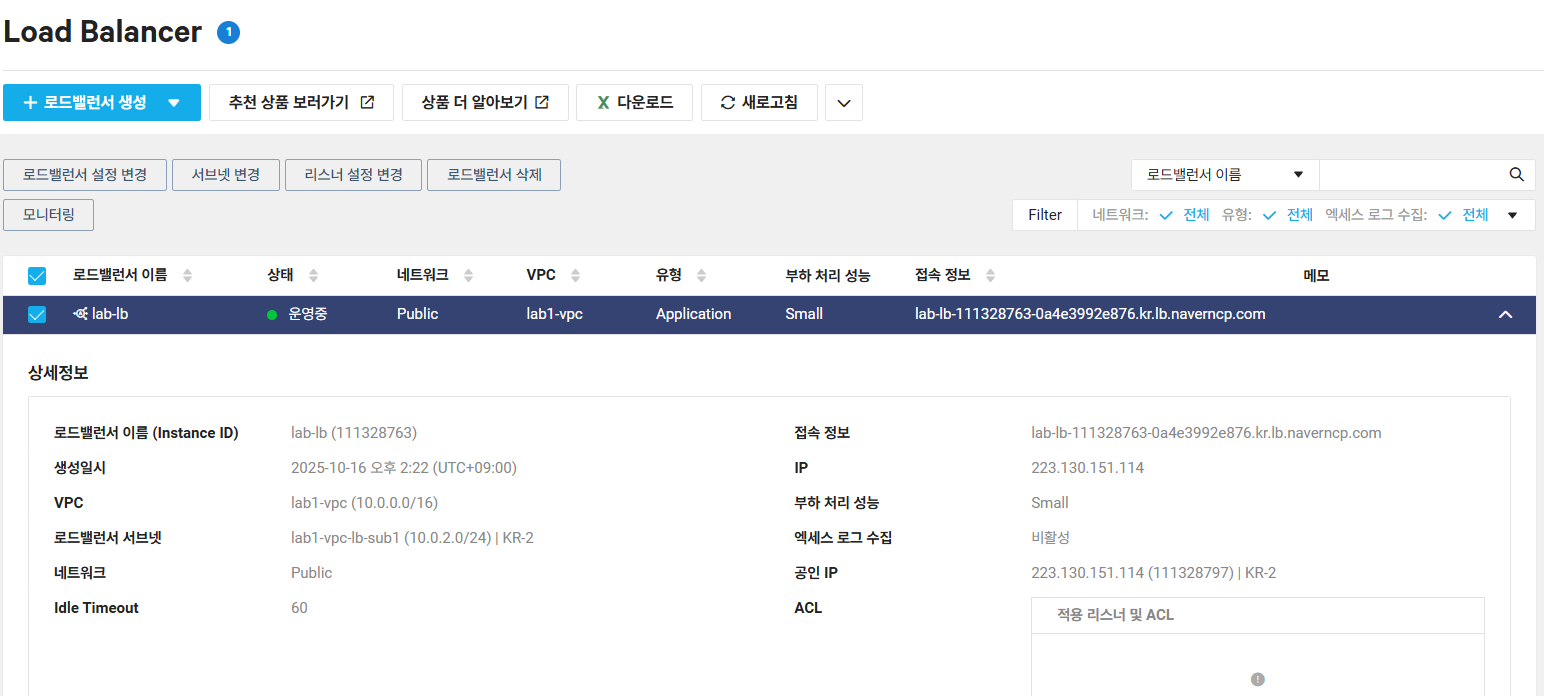 Load Balancer 1
+ 로드밸런서 생성 추천 상품 보러가기 상품 더 알아보기 X 다운로드 새로고침
로드밸런서 설정 변경 서브넷 변경 리스너 설정 변경 로드밸런서 삭제 로드밸런서 이름
모니터링 Filter 네트워크: 전체 유형: 전체 엑세스 로그 수집: 전체
로드밸런서 이름 상태 네트워크 VPC 유형 부하 처리 성능 접속 정보 메모
lab-lb 운영중 Public lab1-vpc Application Small lab-lb-111328763-0a4e3992e876.kr.lb.naverncp.com
상세정보
로드밸런서 이름 (Instance ID) lab-lb (111328763) 접속 정보 lab-lb-111328763-0a4e3992e876.kr.lb.naverncp.com
생성일시 2025-10-16 오후 2:22 (UTC+09:00) IP 223.130.151.114
VPC lab1-vpc (10.0.0.0/16) 부하 처리 성능 Small
로드밸런서 서브넷 lab1-vpc-lb-sub1 (10.0.2.0/24) | KR-2 엑세스 로그 수집 비활성
네트워크 Public 공인 IP 223.130.151.114 (111328797) | KR-2
Idle Timeout 60 ACL 적용 리스너 및 ACL